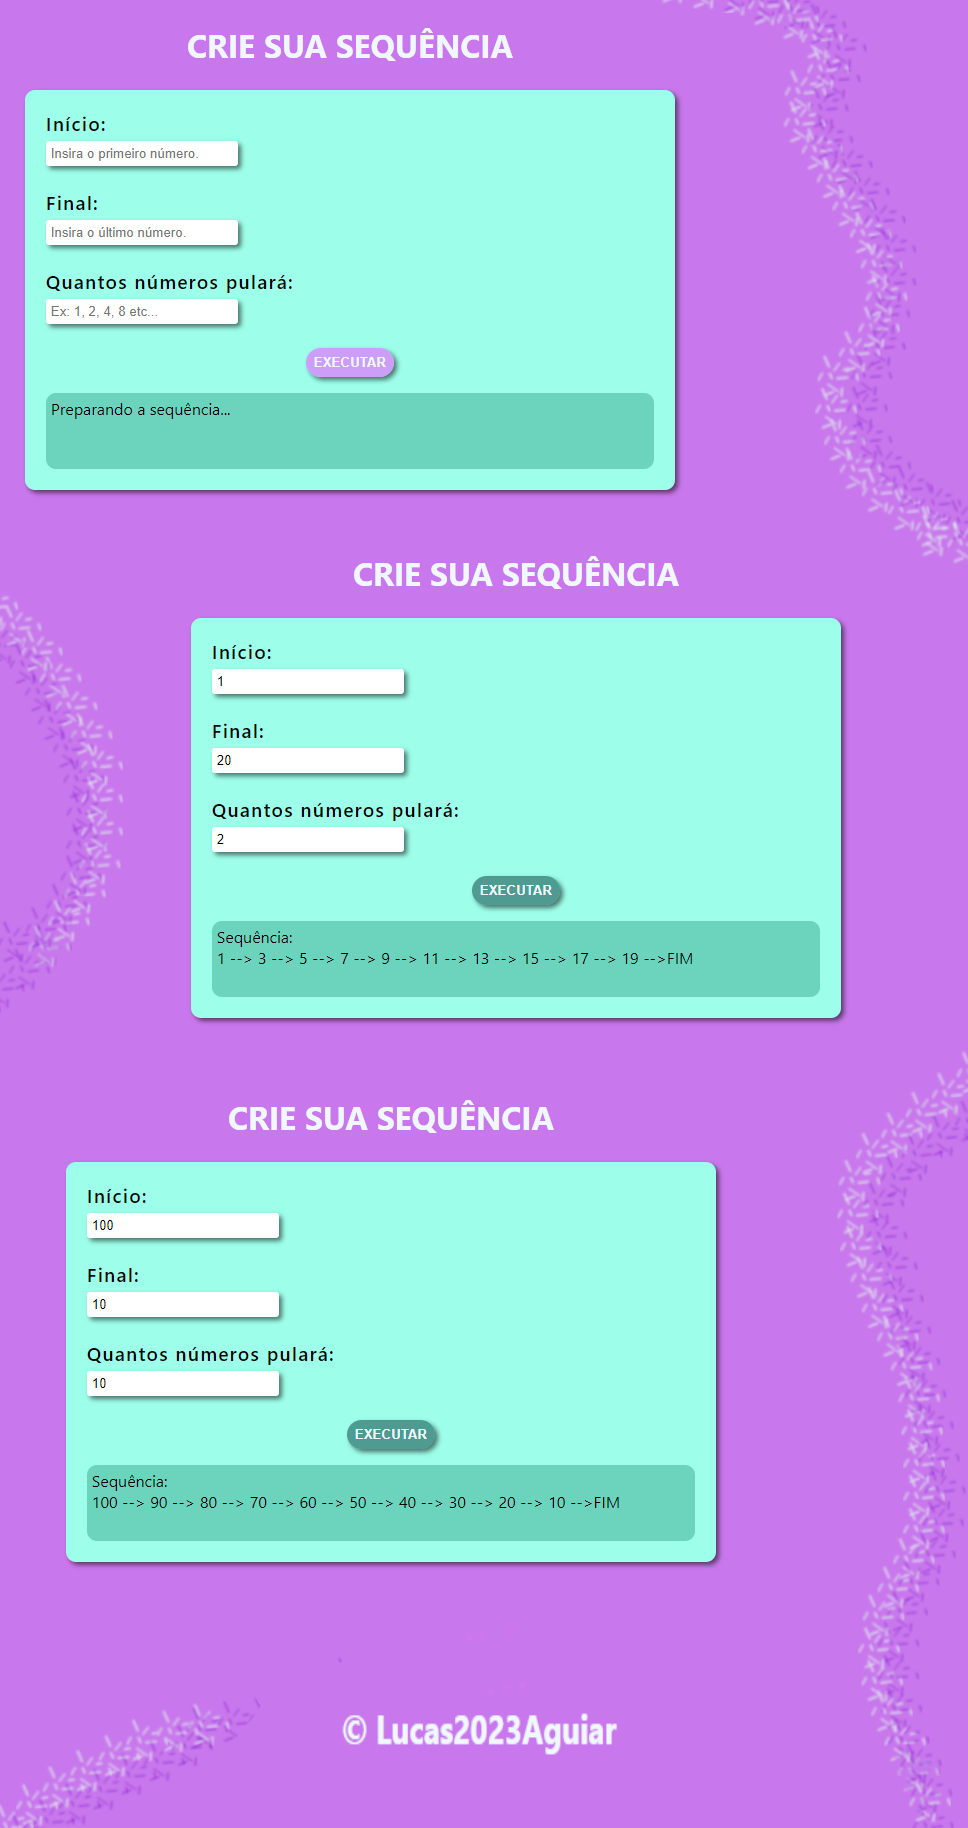 CRIE SUA SEQUÊNCIA
Início:
Insira o primeiro número.
Final:
Insira o último número.
Quantos números pulará:
Ex: 1, 2, 4, 8 etc...
EXECUTAR
Preparando a sequência...
CRIE SUA SEQUÊNCIA
Início:
1
Final:
20
Quantos números pulará:
2
EXECUTAR
Sequência:
1 --> 3 --> 5 --> 7 --> 9 --> 11 --> 13 --> 15 --> 17 --> 19 -->FIM
CRIE SUA SEQUÊNCIA
Início:
100
Final:
10
Quantos números pulará:
10
EXECUTAR
Sequência:
100 --> 90 --> 80 --> 70 --> 60 --> 50 --> 40 --> 30 --> 20 --> 10 -->FIM
© Lucas2023Aguiar